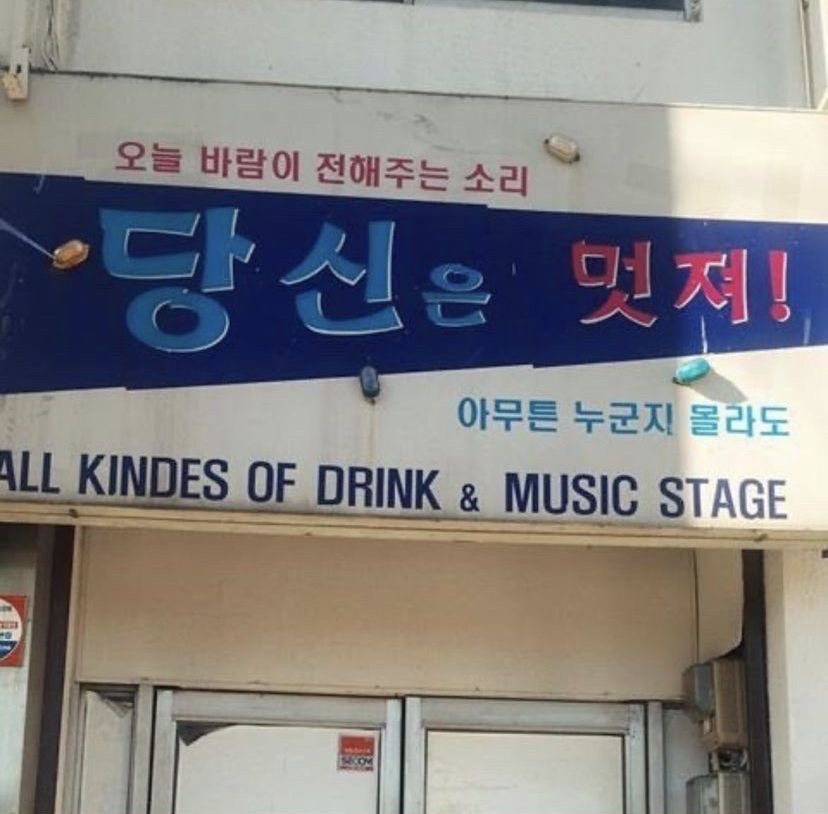 오늘 바람이 전해주는 소리
당신은 멋져!
아무튼 누군지 몰라도
ALL KINDES OF DRINK & MUSIC STAGE
SECOM